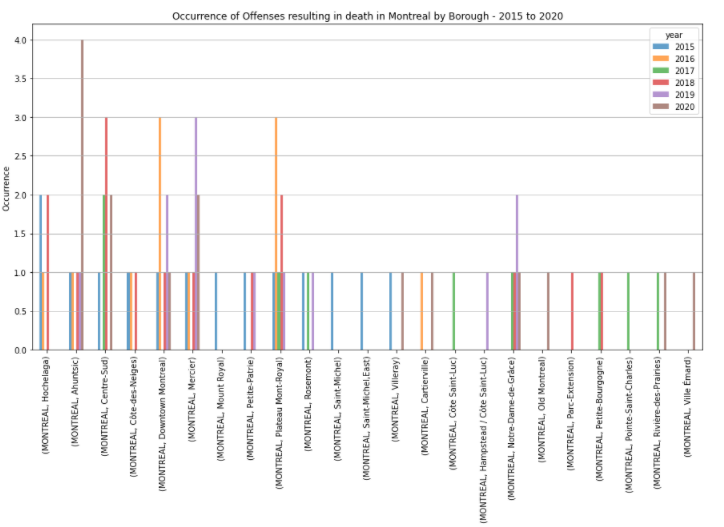 Occurrence of Offenses resulting in death in Montreal by Borough - 2015 to 2020
year
2015
2016
2017
2018
2019
2020
Occurrence
4.0
3.5
3.0
2.5
2.0
1.5
1.0
0.5
0.0
(MONTREAL, Hochelaga)
(MONTREAL, Ahuntsic)
(MONTREAL, Centre-Sud)
(MONTREAL, Côte-des-Neiges)
(MONTREAL, Downtown Montreal)
(MONTREAL, Mercier)
(MONTREAL, Mount Royal)
(MONTREAL, Petite-Patrie)
(MONTREAL, Plateau Mont-Royal)
(MONTREAL, Rosemont)
(MONTREAL, Saint-Michel)
(MONTREAL, Saint-Michel East)
(MONTREAL, Villeray)
(MONTREAL, Cartierville)
(MONTREAL, Côte Saint-Luc)
(MONTREAL, Hampstead / Côte Saint-Luc)
(MONTREAL, Notre-Dame-de-Grâce)
(MONTREAL, Old Montreal)
(MONTREAL, Parc-Extension)
(MONTREAL, Petite-Bourgogne)
(MONTREAL, Pointe-Saint-Charles)
(MONTREAL, Rivière-des-Prairies)
(MONTREAL, Ville Émard)